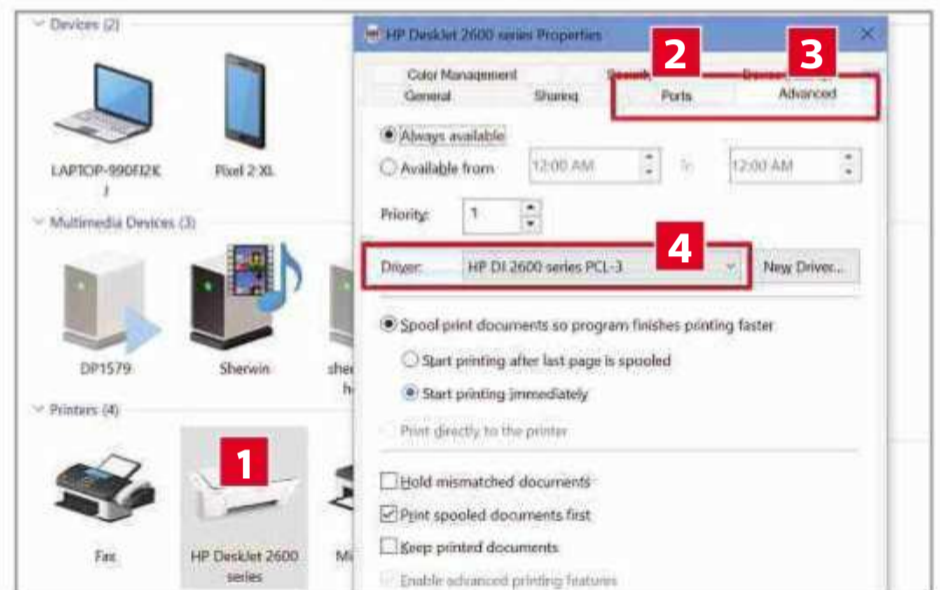 Devices (2)
LAPTOP-990FI2K
J
Pixel 2 XL
Multimedia Devices (3)
DP1579
Sherwin
Printers (4)
1
Fax
HP DeskJet 2600
series
HP DeskJet 2600 series Properties
2
3
Color Management
General
Sharing
Ports
Advanced
Always available
Available from
12:00 AM
To
12:00 AM
Priority:
1
4
Driver:
HP DJ 2600 series PCL-3
New Driver...
Spool print documents so program finishes printing faster
Start printing after last page is spooled
Start printing immediately
Print directly to the printer
Hold mismatched documents
Print spooled documents first
Keep printed documents
Enable advanced printing features